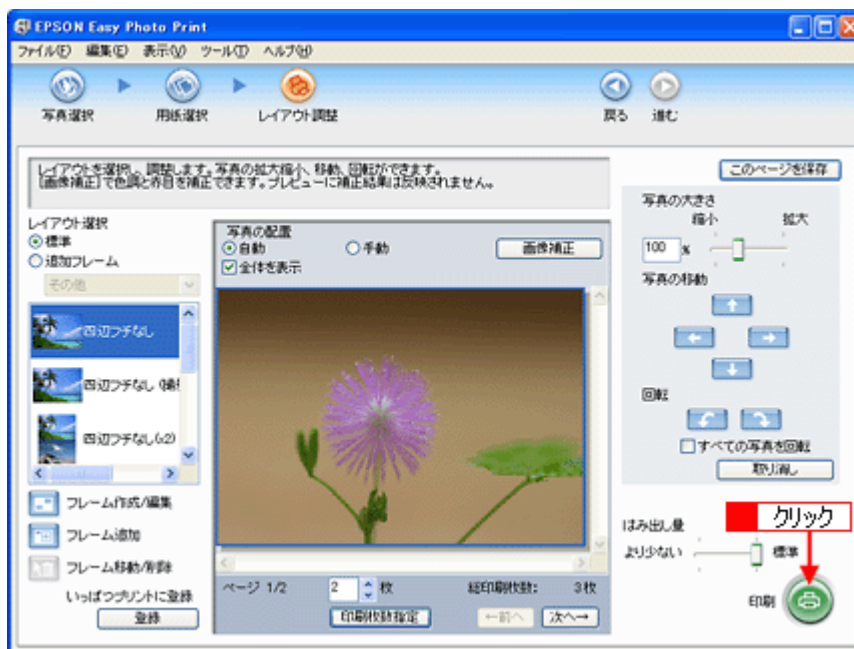 EPSON Easy Photo Print
ファイル(F) 編集(E) 表示(V) ツール(T) ヘルプ(H)
写真選択 用紙選択 レイアウト調整 戻る 進む
レイアウトを選択し、調整します。写真の拡大縮小、移動、回転ができます。
[画像補正]で色調と赤目を補正できます。プレビューに補正結果は反映されません。
このページを保存
レイアウト選択
標準
追加フレーム
その他
四辺フチなし
四辺フチなし
四辺フチなし(x2)
フレーム作成/編集
フレーム追加
フレーム移動/削除
いっぱつプリントに登録
登録
写真の配置
自動 手動 画像補正
全体を表示
ページ 1/2 2 枚 総印刷枚数: 3枚
印刷枚数指定 ←前へ 次へ→
写真の大きさ
縮小 拡大
100 %
写真の移動
回転
すべての写真を回転
取り消し
クリック
はみ出し量
より少ない 標準
印刷